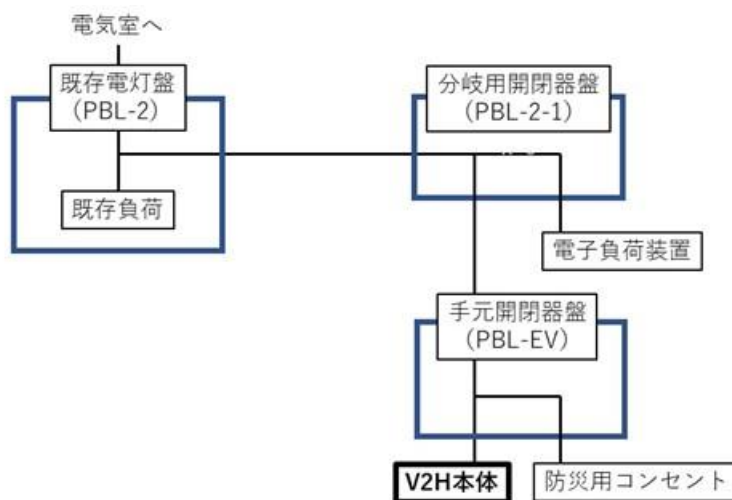 電気室へ
既存電灯盤
(PBL-2)
既存負荷
分岐用開閉器盤
(PBL-2-1)
電子負荷装置
手元開閉器盤
(PBL-EV)
V2H本体
防災用コンセント